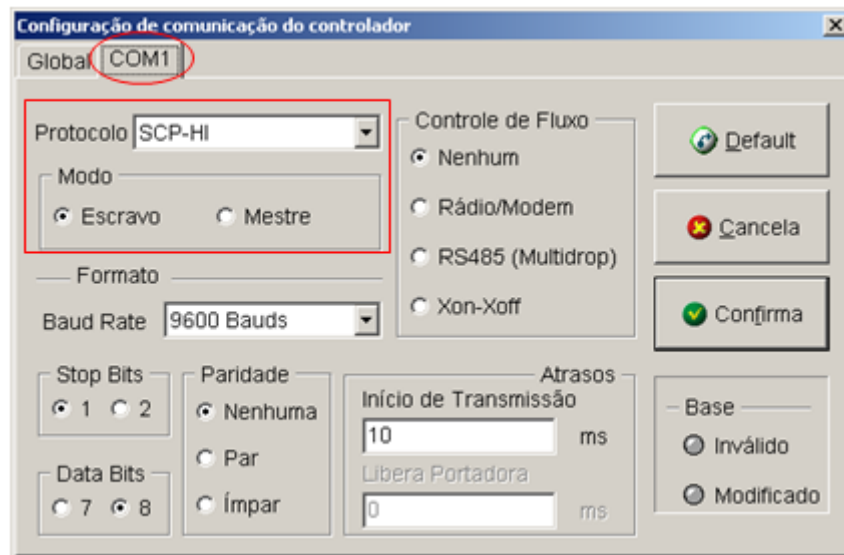 Configuração de comunicação do controlador
Global COM1
Protocolo SCP-HI
Modo
Escravo Mestre
Controle de Fluxo
Nenhum
Rádio/Modem
RS485 (Multidrop)
Xon-Xoff
Default
Cancela
Confirma
Formato
Baud Rate 9600 Bauds
Stop Bits
1 2
Data Bits
7 8
Paridade
Nenhuma
Par
Ímpar
Atrasos
Início de Transmissão
10 ms
Libera Portadora
0 ms
Base
Inválido
Modificado